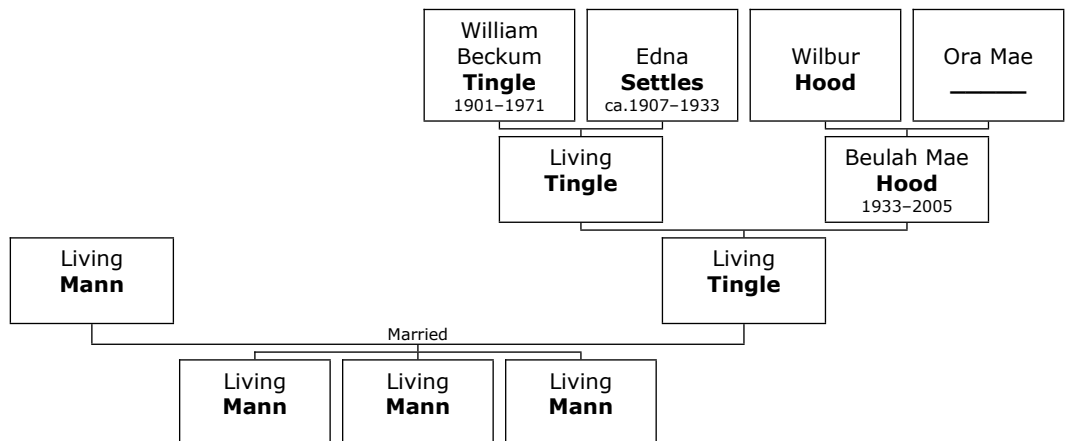 William
Beckum
Tingle
1901–1971
Edna
Settles
ca.1907–1933
Wilbur
Hood
Ora Mae
______
Living
Tingle
Beulah Mae
Hood
1933–2005
Living
Mann
Living
Tingle
Married
Living
Mann
Living
Mann
Living
Mann